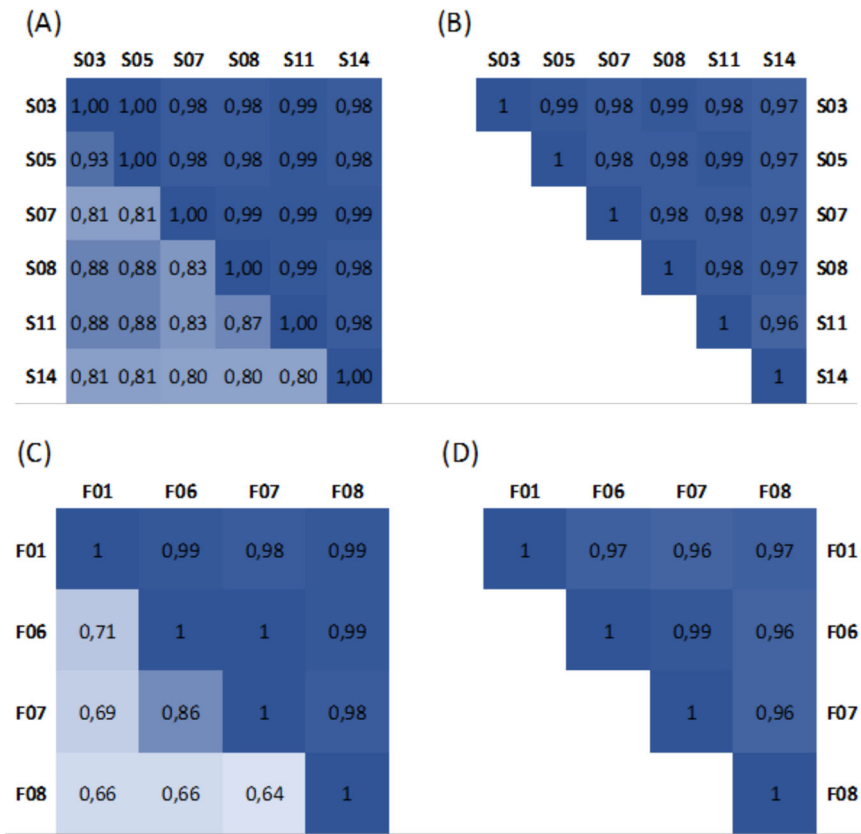 (A)
S03 S05 S07 S08 S11 S14
S03 1,00 1,00 0,98 0,98 0,99 0,98
S05 0,93 1,00 0,98 0,98 0,99 0,98
S07 0,81 0,81 1,00 0,99 0,99 0,99
S08 0,88 0,88 0,83 1,00 0,99 0,98
S11 0,88 0,88 0,83 0,87 1,00 0,98
S14 0,81 0,81 0,80 0,80 0,80 1,00
(B)
S03 S05 S07 S08 S11 S14
1 0,99 0,98 0,99 0,98 0,97 S03
1 0,98 0,98 0,99 0,97 S05
1 0,98 0,98 0,97 S07
1 0,98 0,97 S08
1 0,96 S11
1 S14
(C)
F01 F06 F07 F08
F01 1 0,99 0,98 0,99
F06 0,71 1 1 0,99
F07 0,69 0,86 1 0,98
F08 0,66 0,66 0,64 1
(D)
F01 F06 F07 F08
1 0,97 0,96 0,97 F01
1 0,99 0,96 F06
1 0,96 F07
1 F08